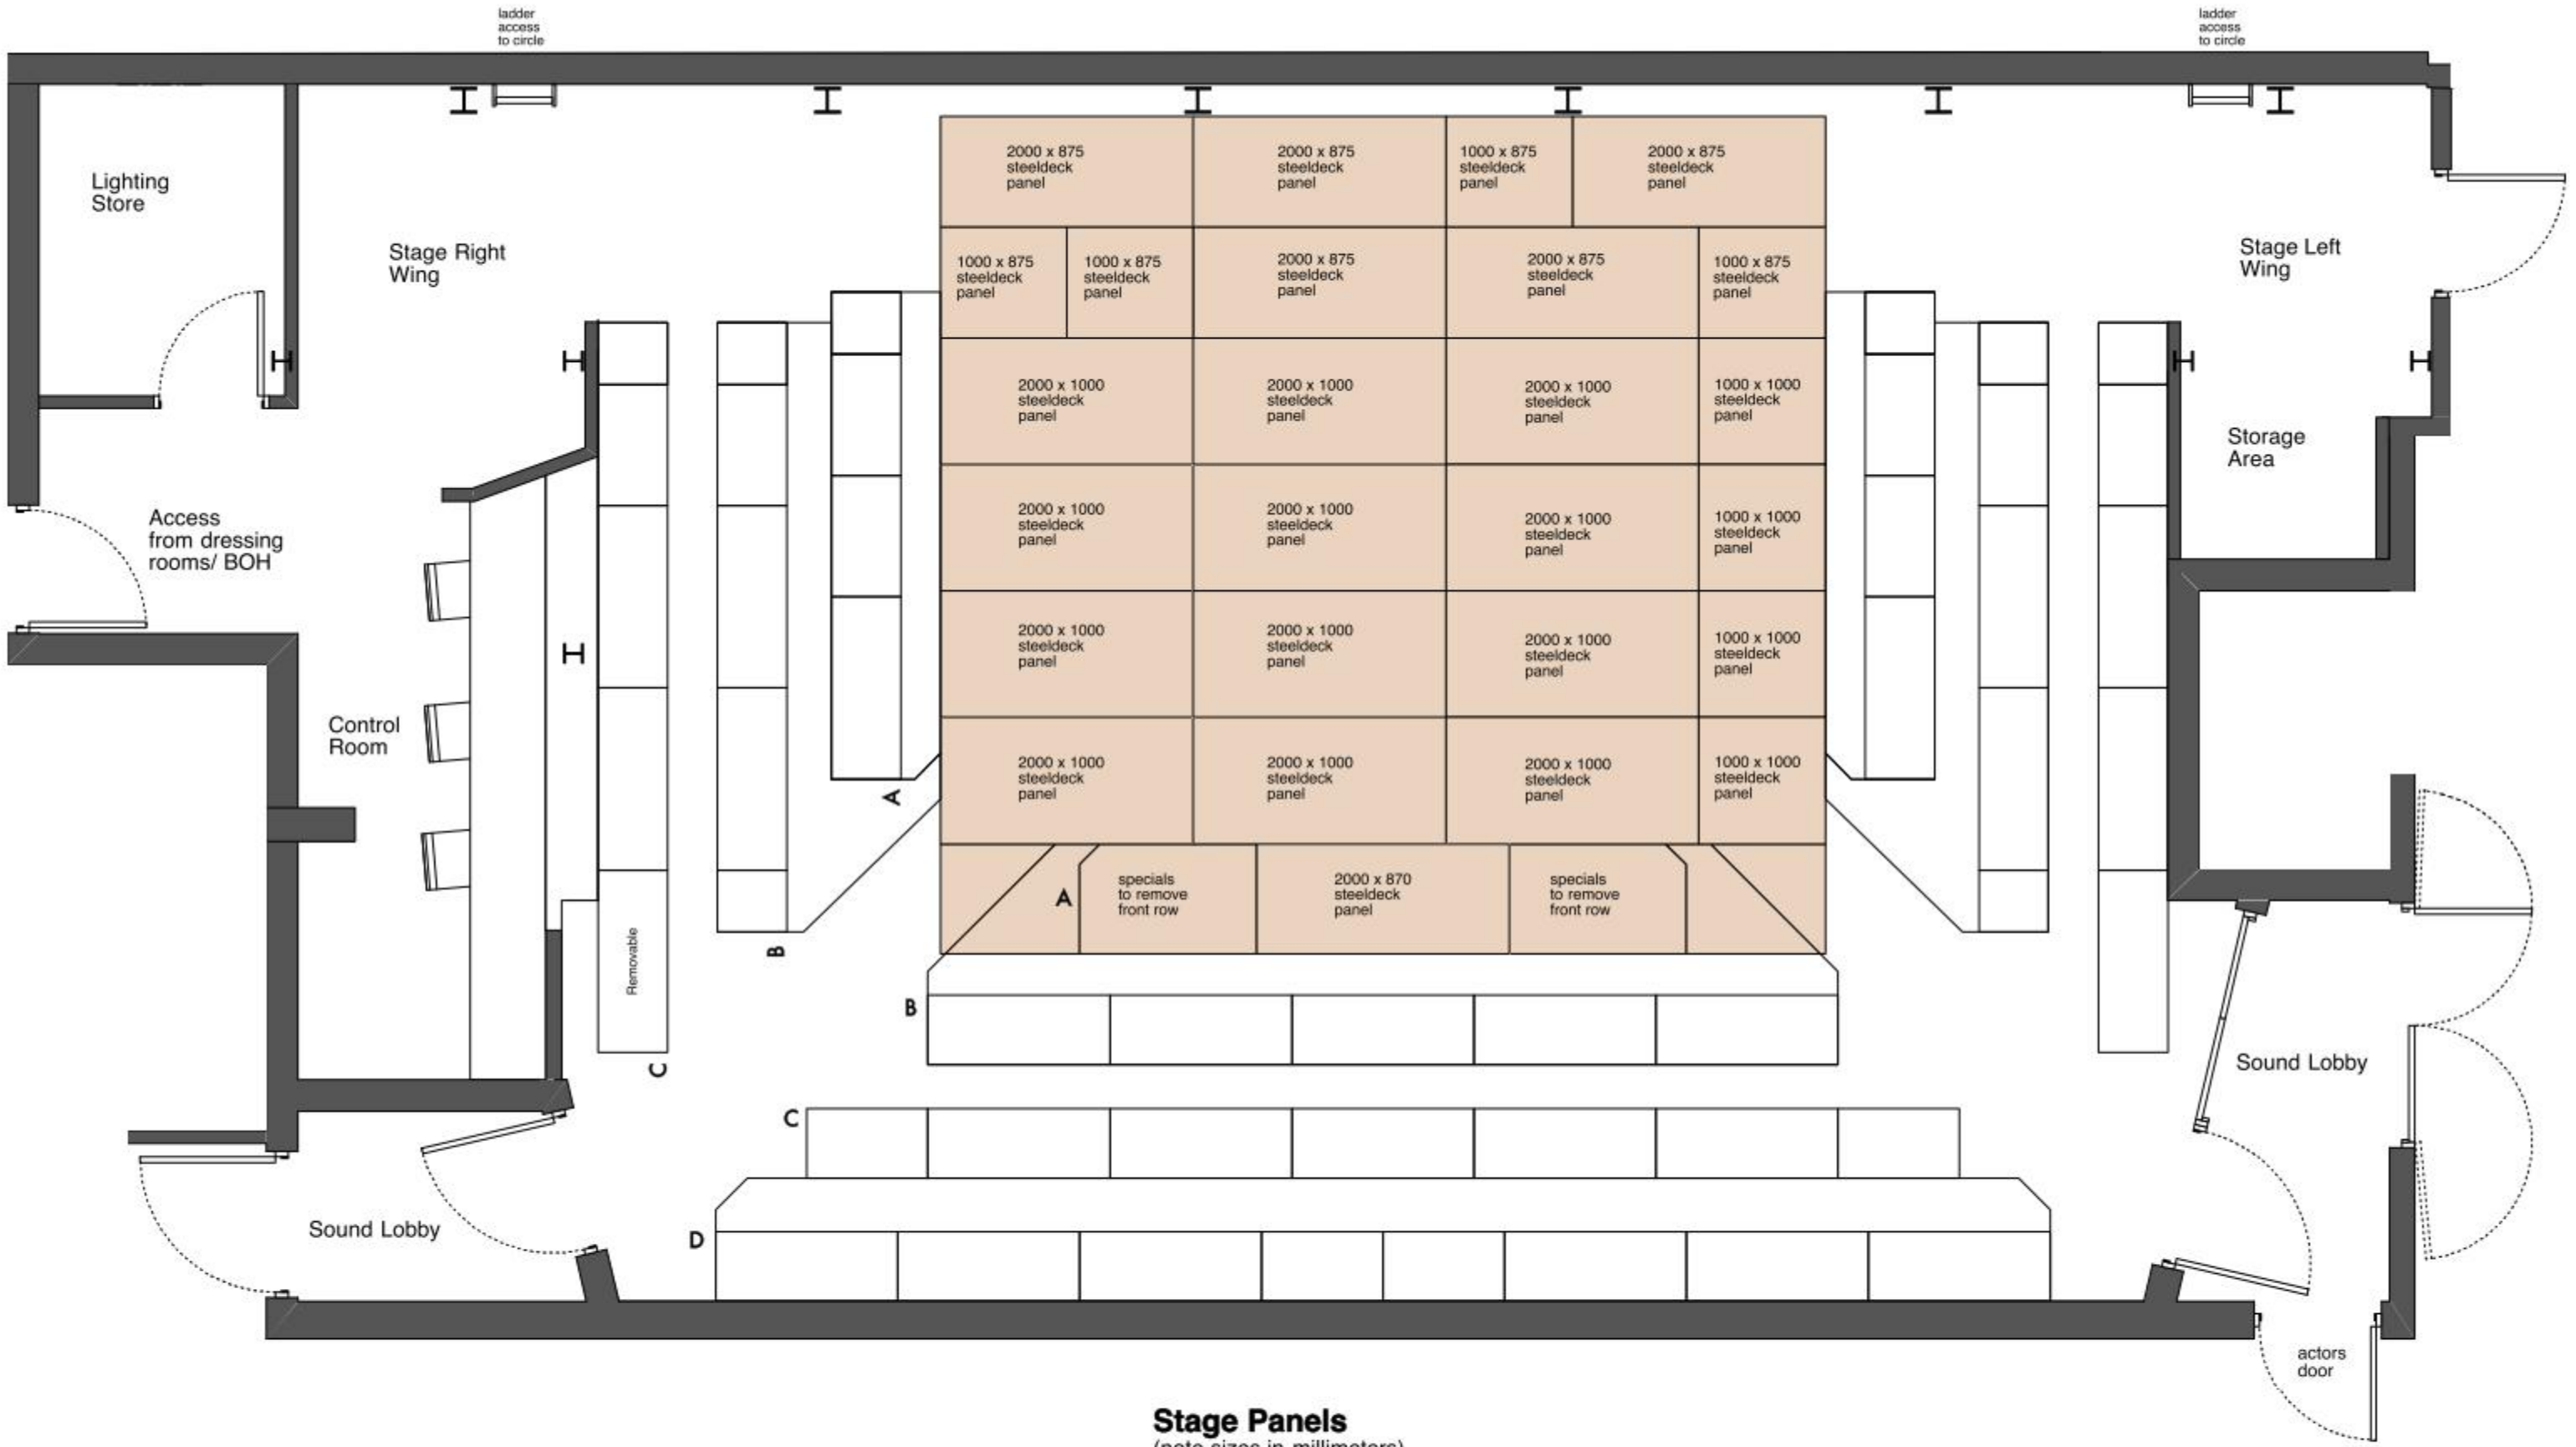 ladder
access
to circle
ladder
access
to circle
Lighting
Store
Stage Right
Wing
2000 x 875
steeldeck
panel
2000 x 875
steeldeck
panel
1000 x 875
steeldeck
panel
2000 x 875
steeldeck
panel
Stage Left
Wing
1000 x 875
steeldeck
panel
1000 x 875
steeldeck
panel
2000 x 875
steeldeck
panel
2000 x 875
steeldeck
panel
1000 x 875
steeldeck
panel
2000 x 1000
steeldeck
panel
2000 x 1000
steeldeck
panel
2000 x 1000
steeldeck
panel
1000 x 1000
steeldeck
panel
Storage
Area
Access
from dressing
rooms/ BOH
2000 x 1000
steeldeck
panel
2000 x 1000
steeldeck
panel
2000 x 1000
steeldeck
panel
1000 x 1000
steeldeck
panel
2000 x 1000
steeldeck
panel
2000 x 1000
steeldeck
panel
2000 x 1000
steeldeck
panel
1000 x 1000
steeldeck
panel
Control
Room
2000 x 1000
steeldeck
panel
2000 x 1000
steeldeck
panel
2000 x 1000
steeldeck
panel
1000 x 1000
steeldeck
panel
A
A
specials
to remove
front row
2000 x 870
steeldeck
panel
specials
to remove
front row
Removable
B
B
C
Sound Lobby
C
Sound Lobby
D
actors
door
Stage Panels
(note sizes in millimeters)